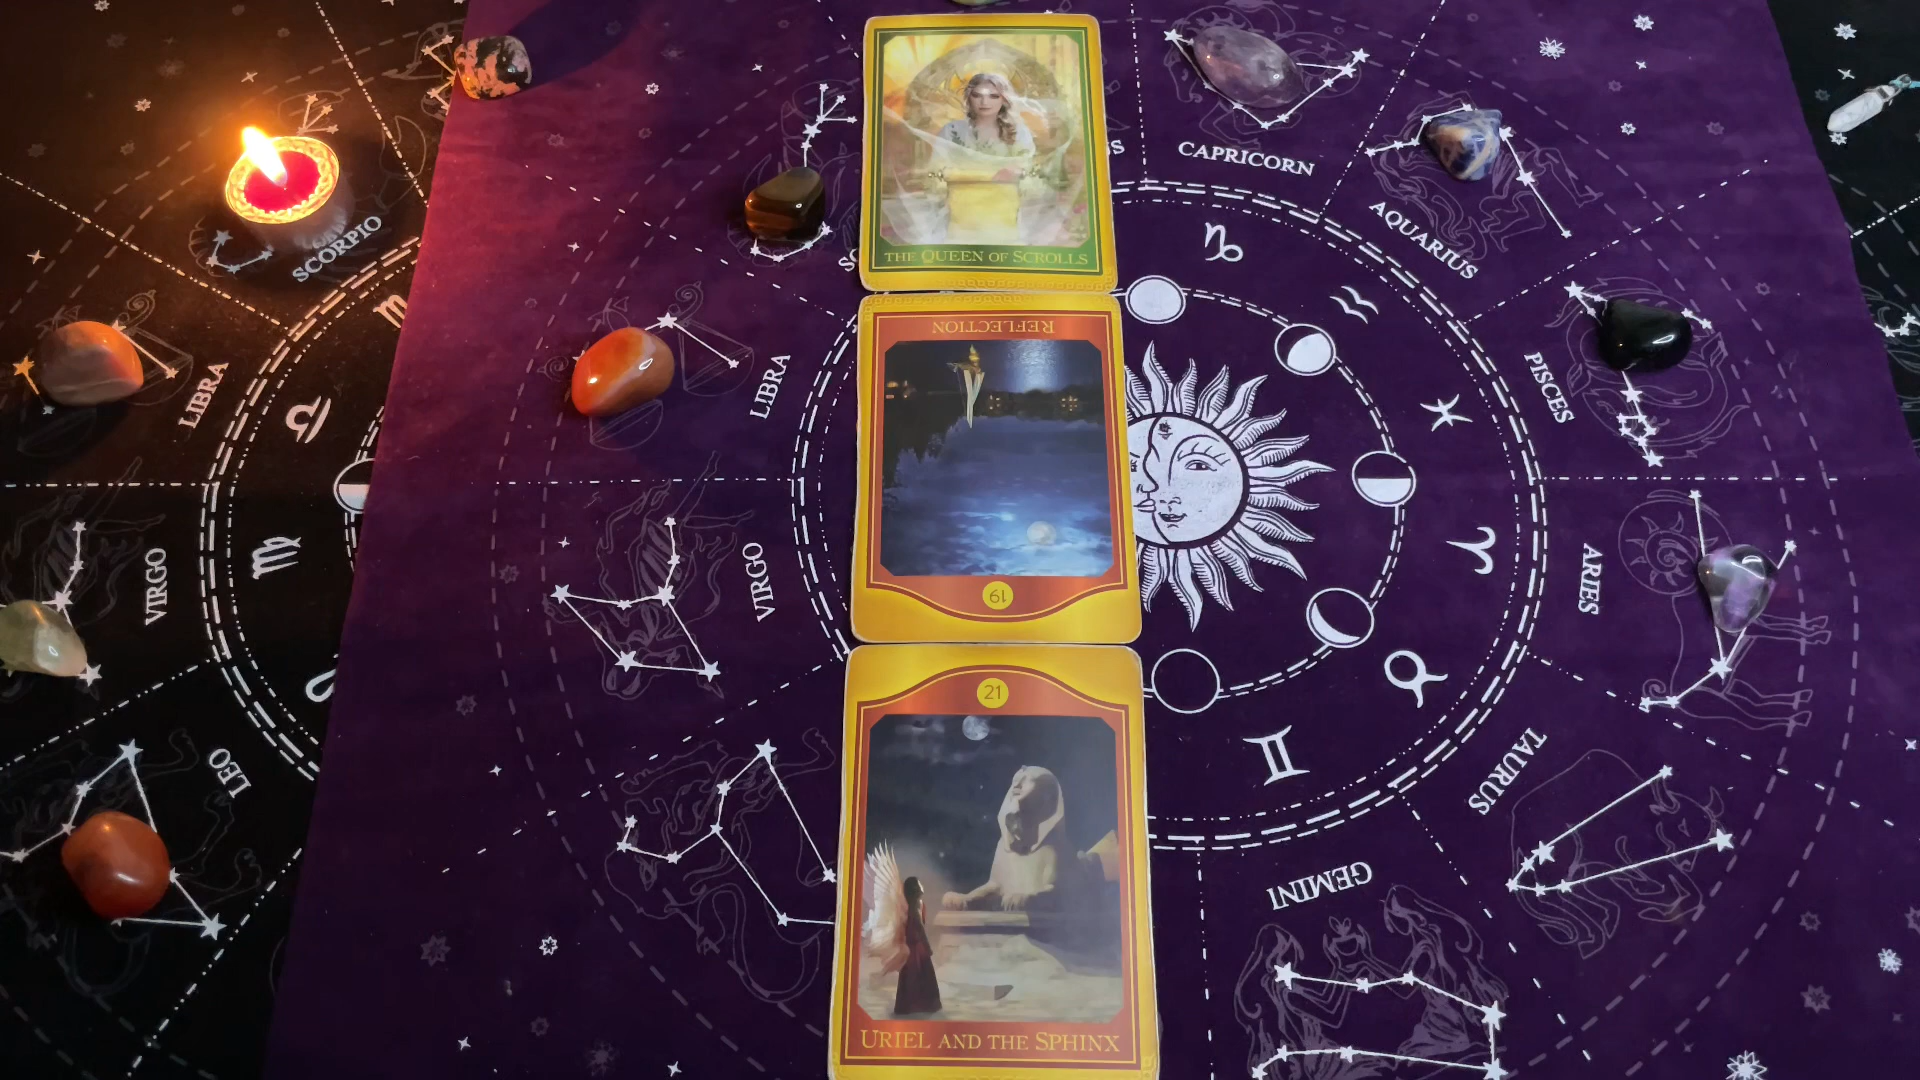 THE QUEEN OF SCROLLS
REFLECTION
19
21
URIEL AND THE SPHINX
SCORPIO
LIBRA
VIRGO
LEO
LIBRA
VIRGO
CAPRICORN
AQUARIUS
PISCES
ARIES
TAURUS
GEMINI